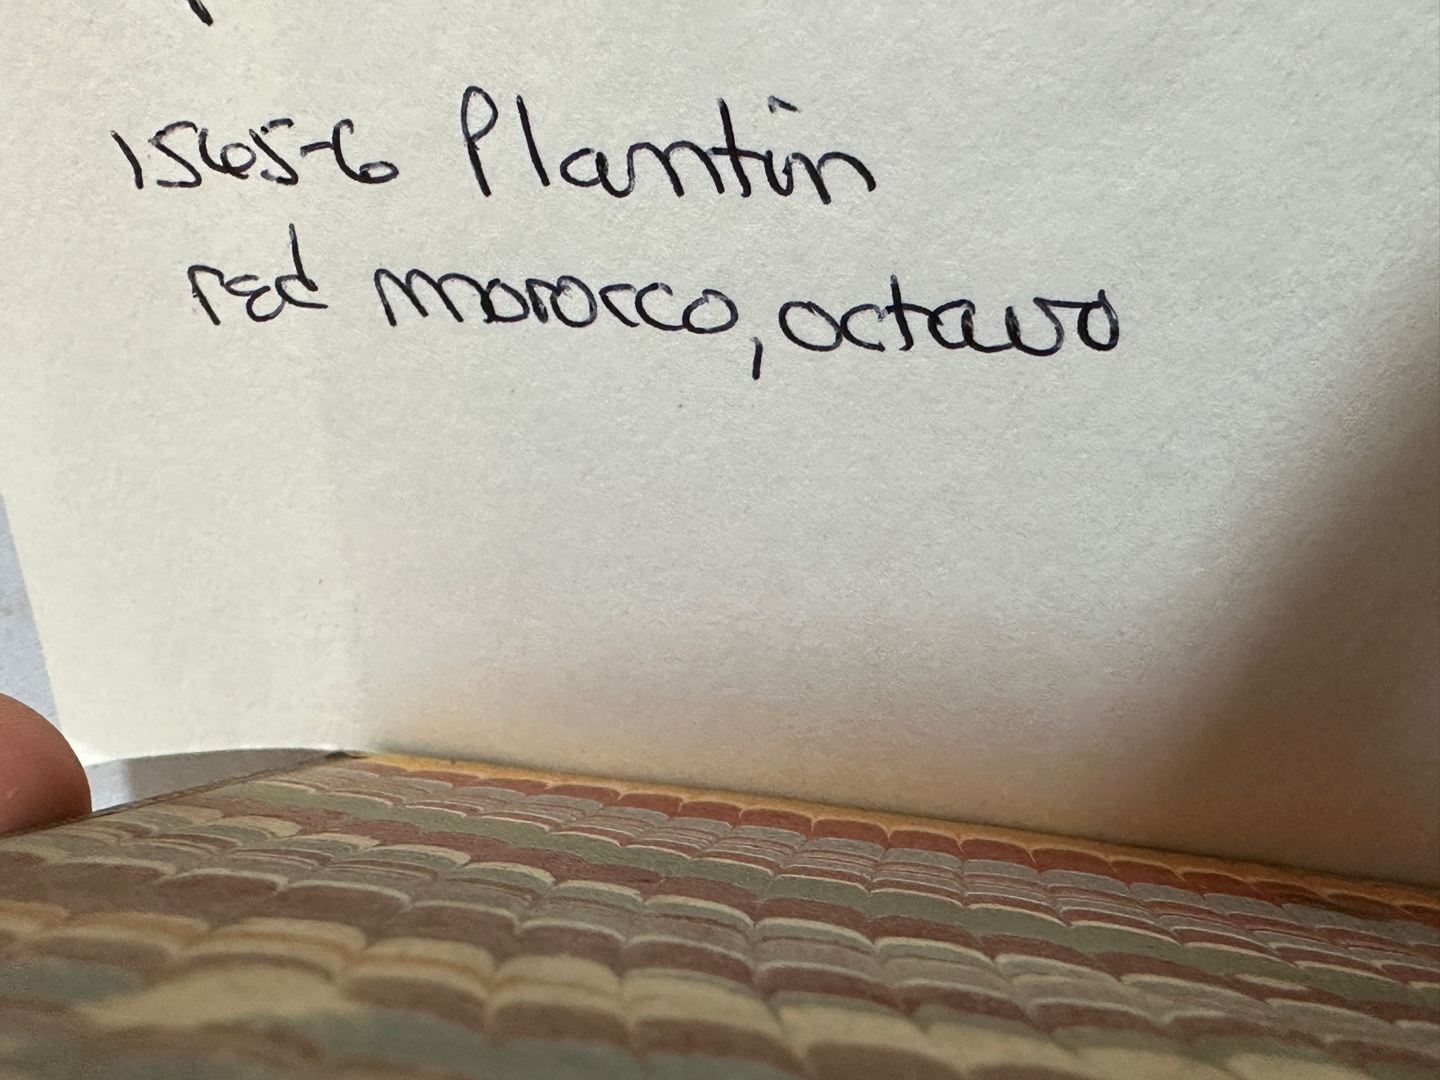 1565-6 Plantin
red morocco, octavo